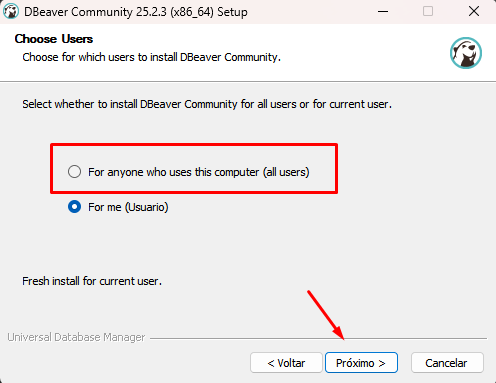 DBeaver Community 25.2.3 (x86_64) Setup
Choose Users
Choose for which users to install DBeaver Community.
Select whether to install DBeaver Community for all users or for current user.
For anyone who uses this computer (all users)
For me (Usuario)
Fresh install for current user.
Universal Database Manager
< Voltar
Próximo >
Cancelar